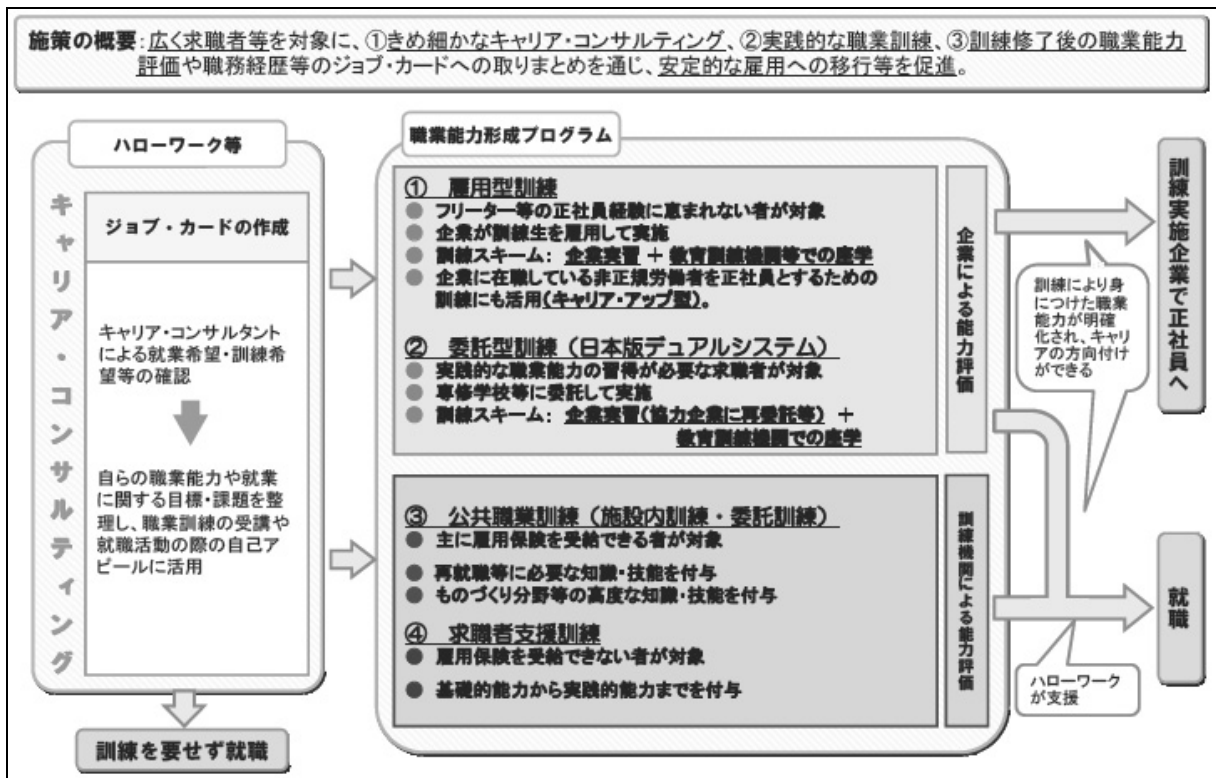 施策の概要：広く求職者等を対象に、①きめ細かなキャリア・コンサルティング、②実践的な職業訓練、③訓練修了後の職業能力
評価や職務経歴等のジョブ・カードへの取りまとめを通じ、安定的な雇用への移行等を促進。
ハローワーク等
キャリア・コンサルティング
ジョブ・カードの作成
キャリア・コンサルタント
による就業希望・訓練希
望等の確認
自らの職業能力や就業
に関する目標・課題を整
理し、職業訓練の受講や
就職活動の際の自己ア
ピールに活用
訓練を要せず就職
職業能力形成プログラム
① 雇用型訓練
● フリーター等の正社員経験に恵まれない者が対象
● 企業が訓練生を雇用して実施
● 訓練スキーム： 企業実習 ＋ 教育訓練機関等での座学
● 企業に在職している非正規労働者を正社員とするための
訓練にも活用(キャリア・アップ型)。
② 委託型訓練（日本版デュアルシステム）
● 実践的な職業能力の習得が必要な求職者が対象
● 専修学校等に委託して実施
● 訓練スキーム： 企業実習(協力企業に再委託等) ＋
教育訓練機関での座学
企業による能力評価
③ 公共職業訓練（施設内訓練・委託訓練）
● 主に雇用保険を受給できる者が対象
● 再就職等に必要な知識・技能を付与
● ものづくり分野等の高度な知識・技能を付与
④ 求職者支援訓練
● 雇用保険を受給できない者が対象
● 基礎的能力から実践的能力までを付与
訓練機関による能力評価
訓練により身
につけた職業
能力が明確
化され、キャリ
アの方向付け
ができる
訓練実施企業で正社員へ
ハローワーク
が支援
就職